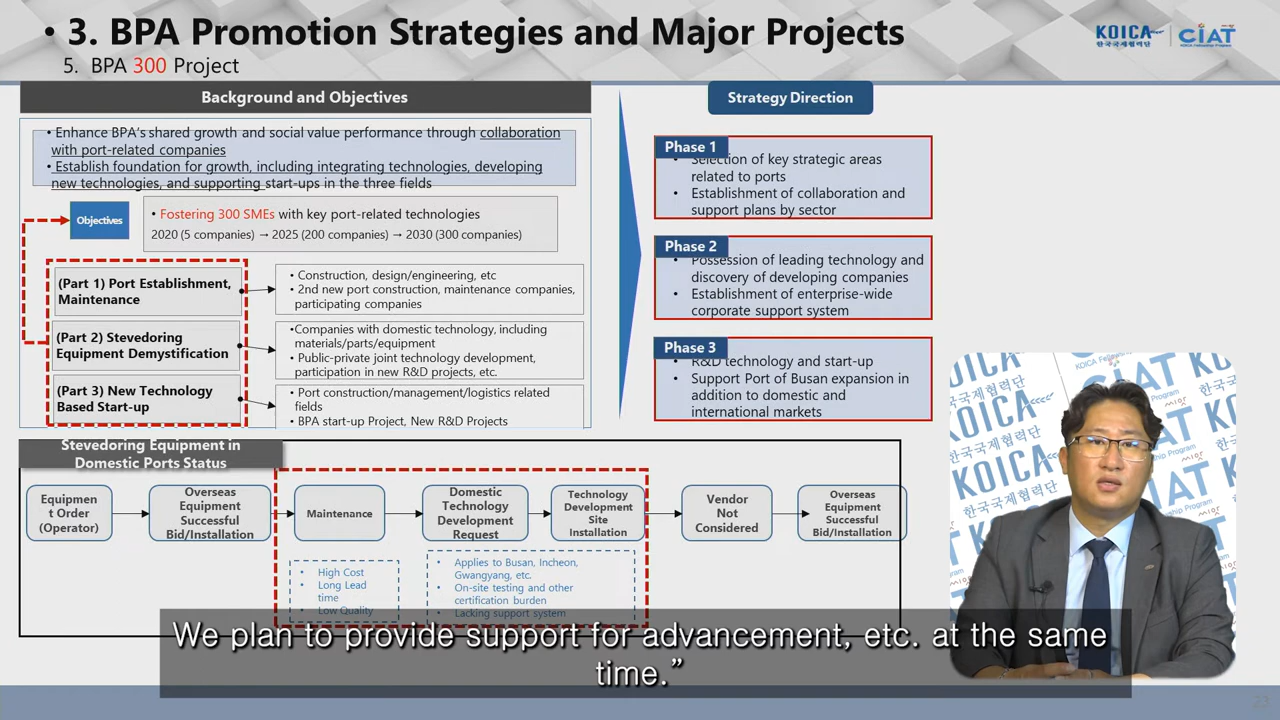 • 3. BPA Promotion Strategies and Major Projects
5. BPA 300 Project
KOICA
한국국제협력단
CIAT
KOICA Fellowship Program
Background and Objectives
• Enhance BPA's shared growth and social value performance through collaboration
with port-related companies
• Establish foundation for growth, including integrating technologies, developing
new technologies, and supporting start-ups in the three fields
Objectives
• Fostering 300 SMEs with key port-related technologies
2020 (5 companies) → 2025 (200 companies) → 2030 (300 companies)
(Part 1) Port Establishment,
Maintenance
• Construction, design/engineering, etc
• 2nd new port construction, maintenance companies,
participating companies
(Part 2) Stevedoring
Equipment Demystification
•Companies with domestic technology, including
materials/parts/equipment
• Public-private joint technology development,
participation in new R&D projects, etc.
(Part 3) New Technology
Based Start-up
• Port construction/management/logistics related
fields
• BPA start-up Project, New R&D Projects
Strategy Direction
Phase 1
• Selection of key strategic areas
related to ports
• Establishment of collaboration and
support plans by sector
Phase 2
• Possession of leading technology and
discovery of developing companies
• Establishment of enterprise-wide
corporate support system
Phase 3
• R&D technology and start-up
• Support Port of Busan expansion in
addition to domestic and
international markets
Stevedoring Equipment in
Domestic Ports Status
Equipmen
t Order
(Operator)
Overseas
Equipment
Successful
Bid/Installation
Maintenance
Domestic
Technology
Development
Request
Technology
Development
Site
Installation
Vendor
Not
Considered
Overseas
Equipment
Successful
Bid/Installation
• High Cost
• Long Lead
time
• Low Quality
• Applies to Busan, Incheon,
Gwangyang, etc.
• On-site testing and other
certification burden
• Lacking support system
We plan to provide support for advancement, etc. at the same
time.”
23